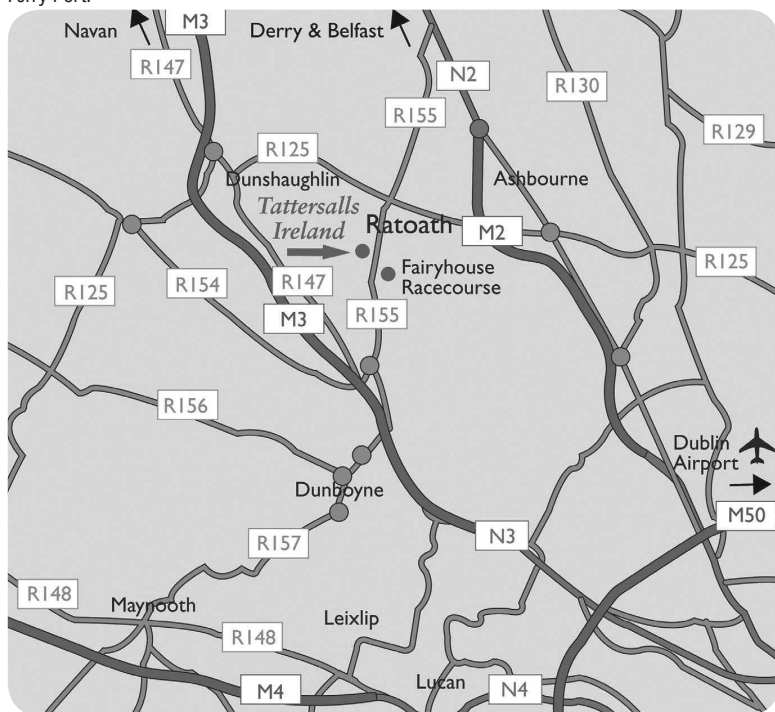 M3
Navan
Derry & Belfast
R147
N2
R130
R155
R129
R125
Dunshaughlin
Ashbourne
Tattersalls
Ireland
Ratoath
M2
Fairyhouse
Racecourse
R125
R125
R154
R147
M3
R155
R156
Dublin
Airport
Dunboyne
M50
N3
R157
R148
Maynooth
Leixlip
R148
Lucan
M4
N4